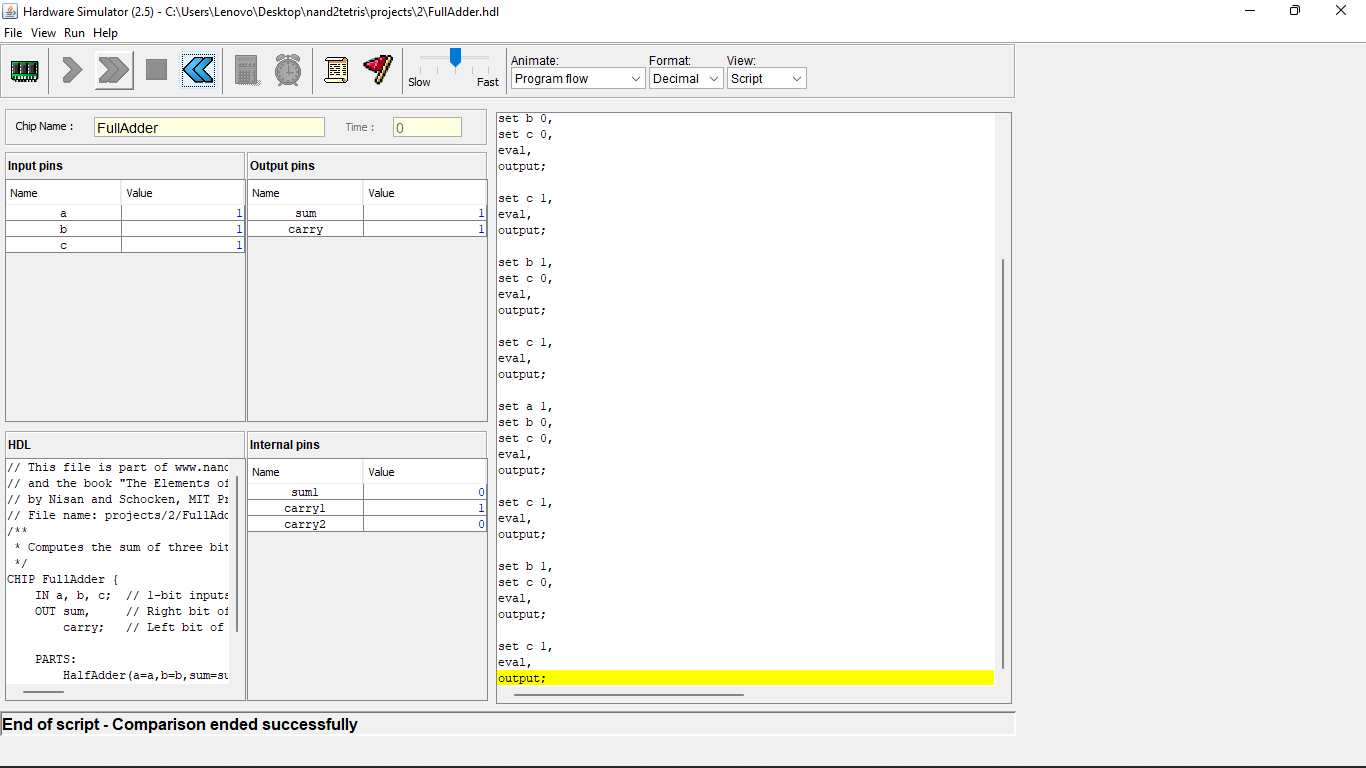 Hardware Simulator (2.5) - C:\Users\Lenovo\Desktop\nand2tetris\projects\2\FullAdder.hdl
File View Run Help
Slow Fast
Animate: Format: View:
Program flow Decimal Script
Chip Name : FullAdder Time : 0
Input pins
Name Value
a 1
b 1
c 1
Output pins
Name Value
sum 1
carry 1
HDL
// This file is part of www.nand
// and the book "The Elements of
// by Nisan and Schocken, MIT Pr
// File name: projects/2/FullAdd
/**
* Computes the sum of three bit
*/
CHIP FullAdder {
IN a, b, c; // 1-bit inputs
OUT sum, // Right bit of
carry; // Left bit of
PARTS:
HalfAdder(a=a,b=b,sum=su
Internal pins
Name Value
sum1 0
carry1 1
carry2 0
set b 0,
set c 0,
eval,
output;
set c 1,
eval,
output;
set b 1,
set c 0,
eval,
output;
set c 1,
eval,
output;
set a 1,
set b 0,
set c 0,
eval,
output;
set c 1,
eval,
output;
set b 1,
set c 0,
eval,
output;
set c 1,
eval,
output;
End of script - Comparison ended successfully